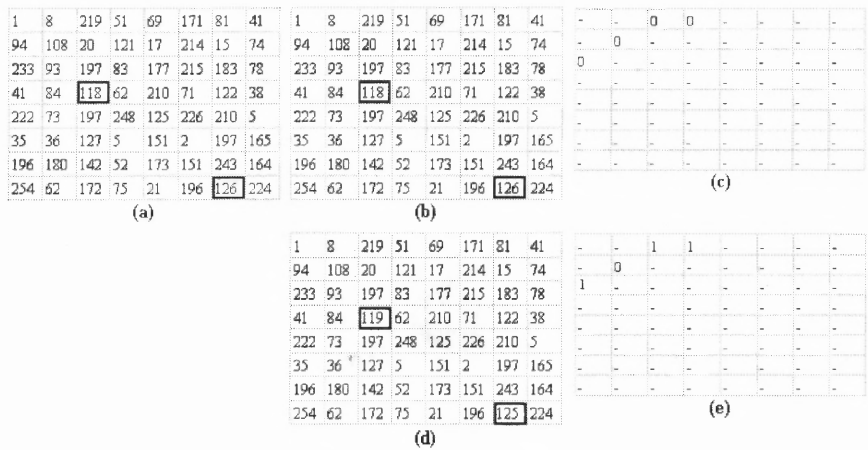 1 8 219 51 69 171 81 41
94 108 20 121 17 214 15 74
233 93 197 83 177 215 183 78
41 84 118 62 210 71 122 38
222 73 197 248 125 226 210 5
35 36 127 5 151 2 197 165
196 180 142 52 173 151 243 164
254 62 172 75 21 196 126 224
(a)
1 8 219 51 69 171 81 41
94 108 20 121 17 214 15 74
233 93 197 83 177 215 183 78
41 84 118 62 210 71 122 38
222 73 197 248 125 226 210 5
35 36 127 5 151 2 197 165
196 180 142 52 173 151 243 164
254 62 172 75 21 196 126 224
(b)
- - 0 0 - - - -
- 0 - - - - - -
0 - - - - - - -
- - - - - - - -
- - - - - - - -
- - - - - - - -
- - - - - - - -
- - - - - - - -
(c)
1 8 219 51 69 171 81 41
94 108 20 121 17 214 15 74
233 93 197 83 177 215 183 78
41 84 119 62 210 71 122 38
222 73 197 248 125 226 210 5
35 36 127 5 151 2 197 165
196 180 142 52 173 151 243 164
254 62 172 75 21 196 125 224
(d)
- - 1 1 - - - -
- 0 - - - - - -
1 - - - - - - -
- - - - - - - -
- - - - - - - -
- - - - - - - -
- - - - - - - -
- - - - - - - -
(e)